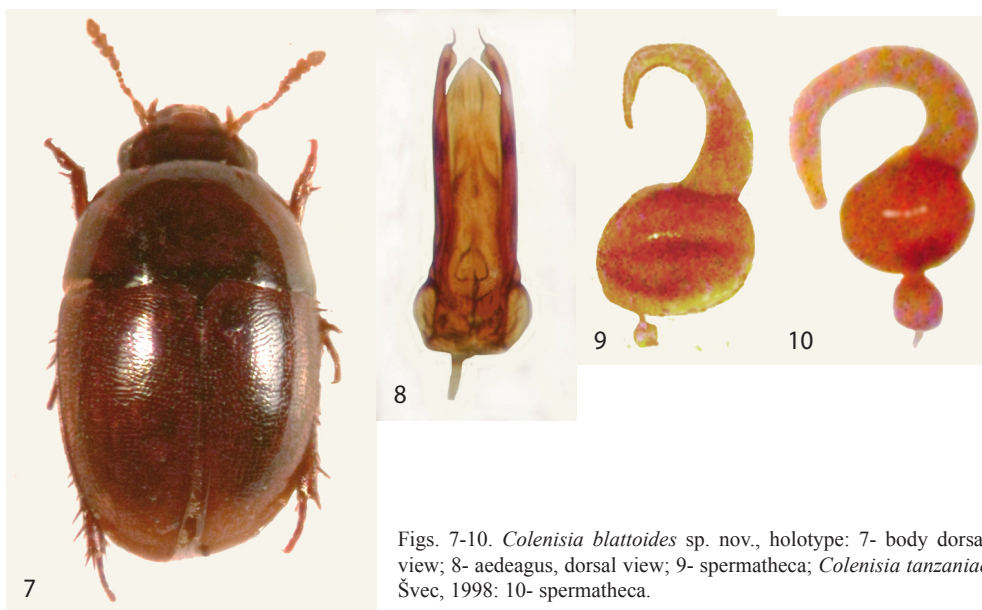 7
8
9
10
Figs. 7-10. Colenisia blattoides sp. nov., holotype: 7- body dorsa
view; 8- aedeagus, dorsal view; 9- spermatheca; Colenisia tanzania
Švec, 1998: 10- spermatheca.